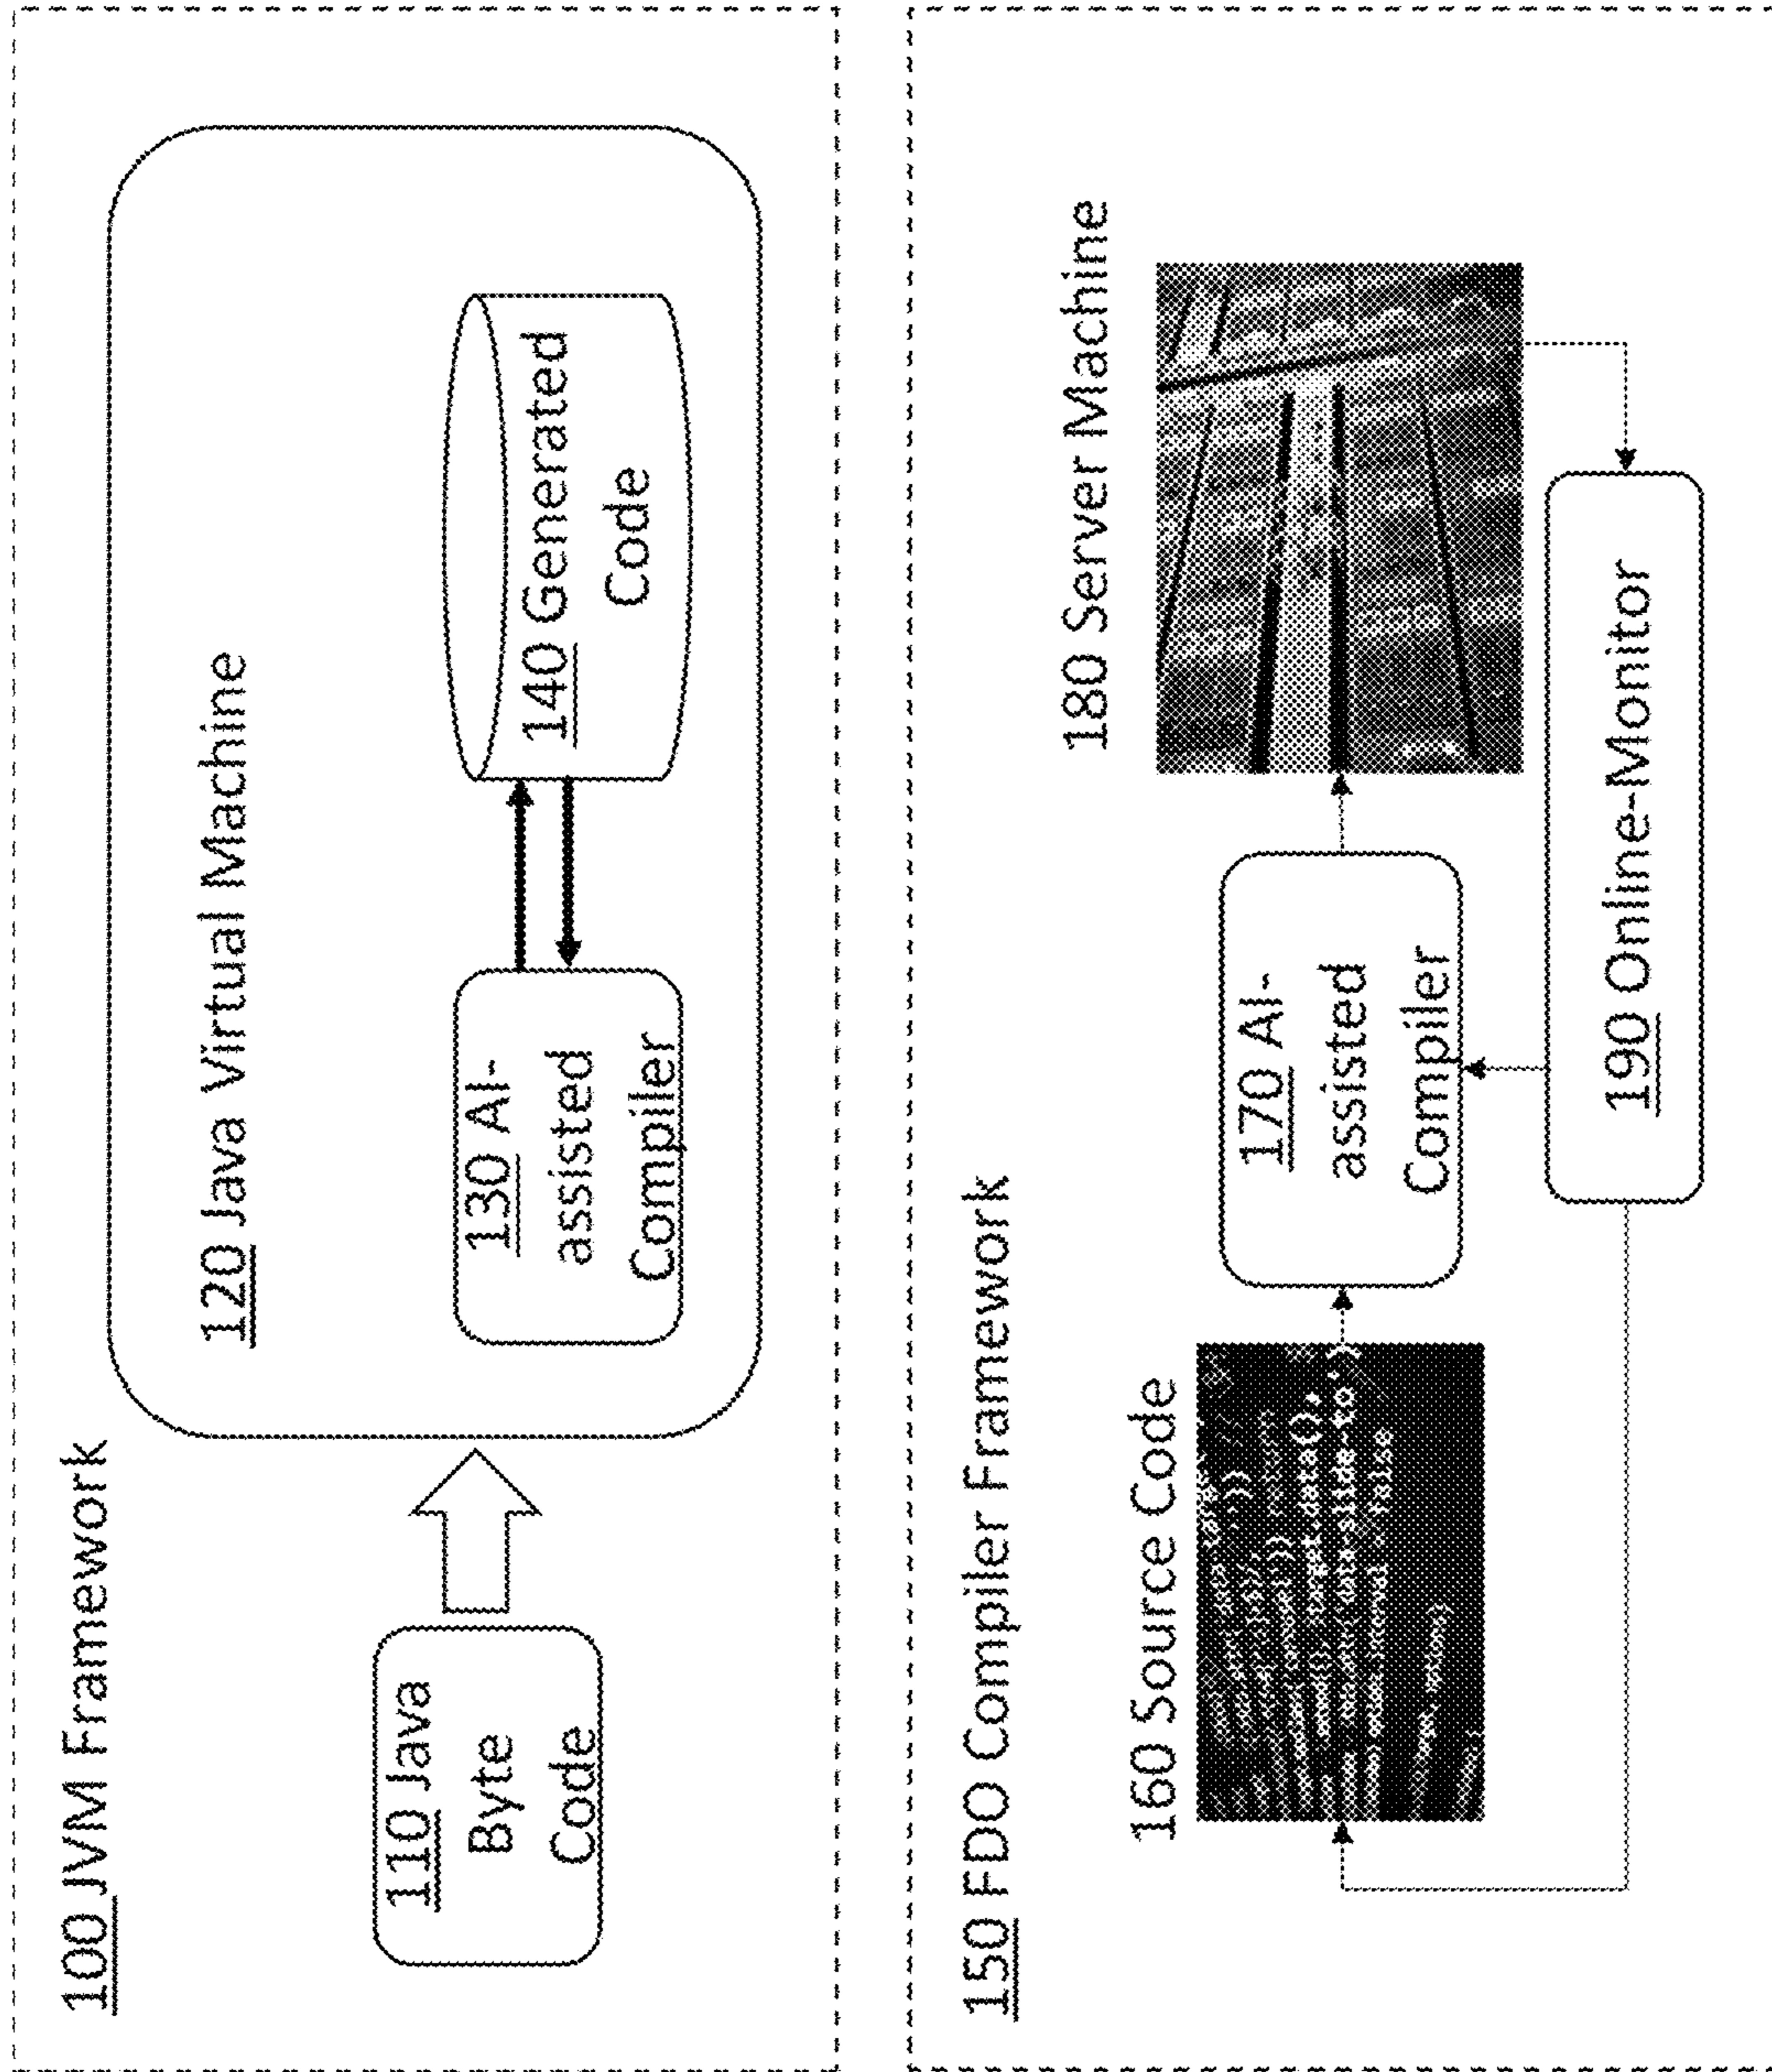 100 JVM Framework
110 Java
Byte
Code
120 Java Virtual Machine
130 AI-
assisted
Compiler
140 Generated
Code
150 FDO Compiler Framework
160 Source Code
170 AI-
assisted
Compiler
180 Server Machine
190 Online-Monitor